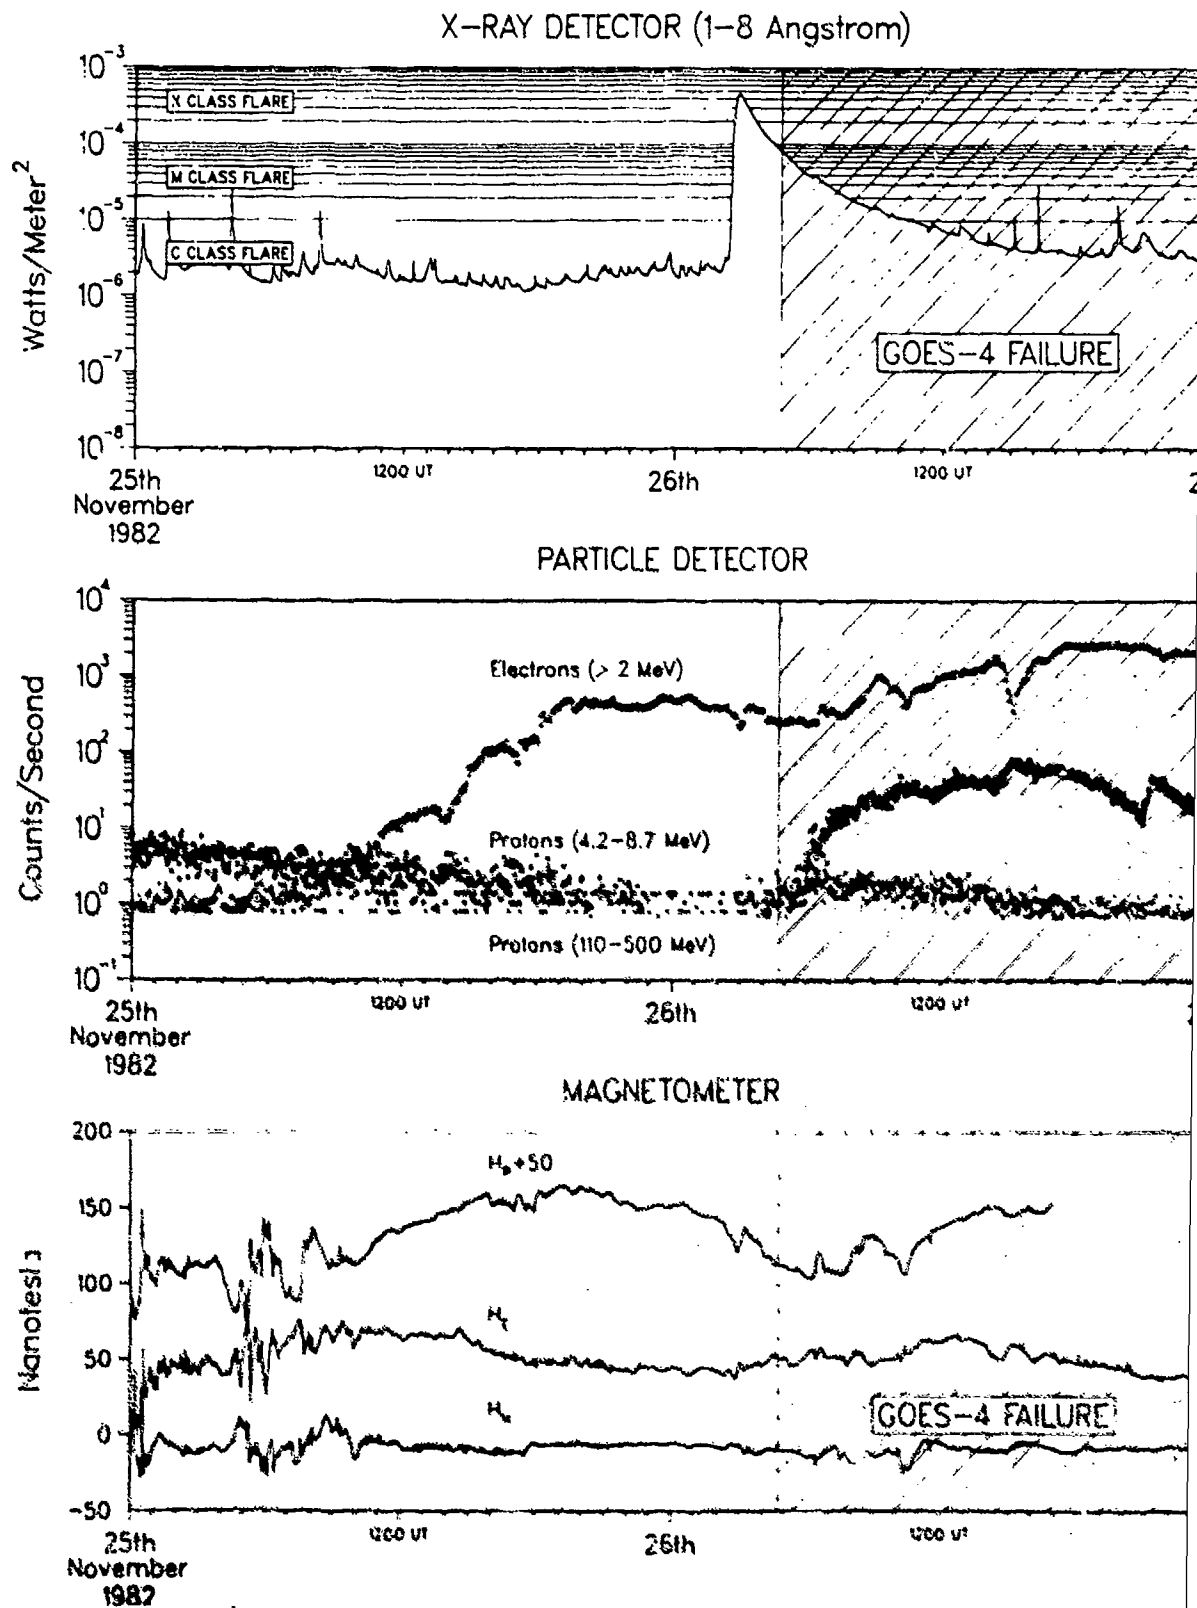 X-RAY DETECTOR (1-8 Angstrom)
10⁻³
X CLASS FLARE
10⁻⁴
M CLASS FLARE
10⁻⁵
C CLASS FLARE
10⁻⁶
10⁻⁷
10⁻⁸
Watts/Meter²
GOES-4 FAILURE
25th 1200 UT 26th 1200 UT 2
November
1982
PARTICLE DETECTOR
10⁴
10³
10²
10¹
10⁰
10⁻¹
Counts/Second
Electrons (> 2 MeV)
Protons (4.2-8.7 MeV)
Protons (110-500 MeV)
25th 1200 UT 26th 1200 UT
November
1982
MAGNETOMETER
200
150
100
50
0
-50
H +50
H
H
GOES-4 FAILURE
25th 1200 UT 26th 1200 UT
November
1982